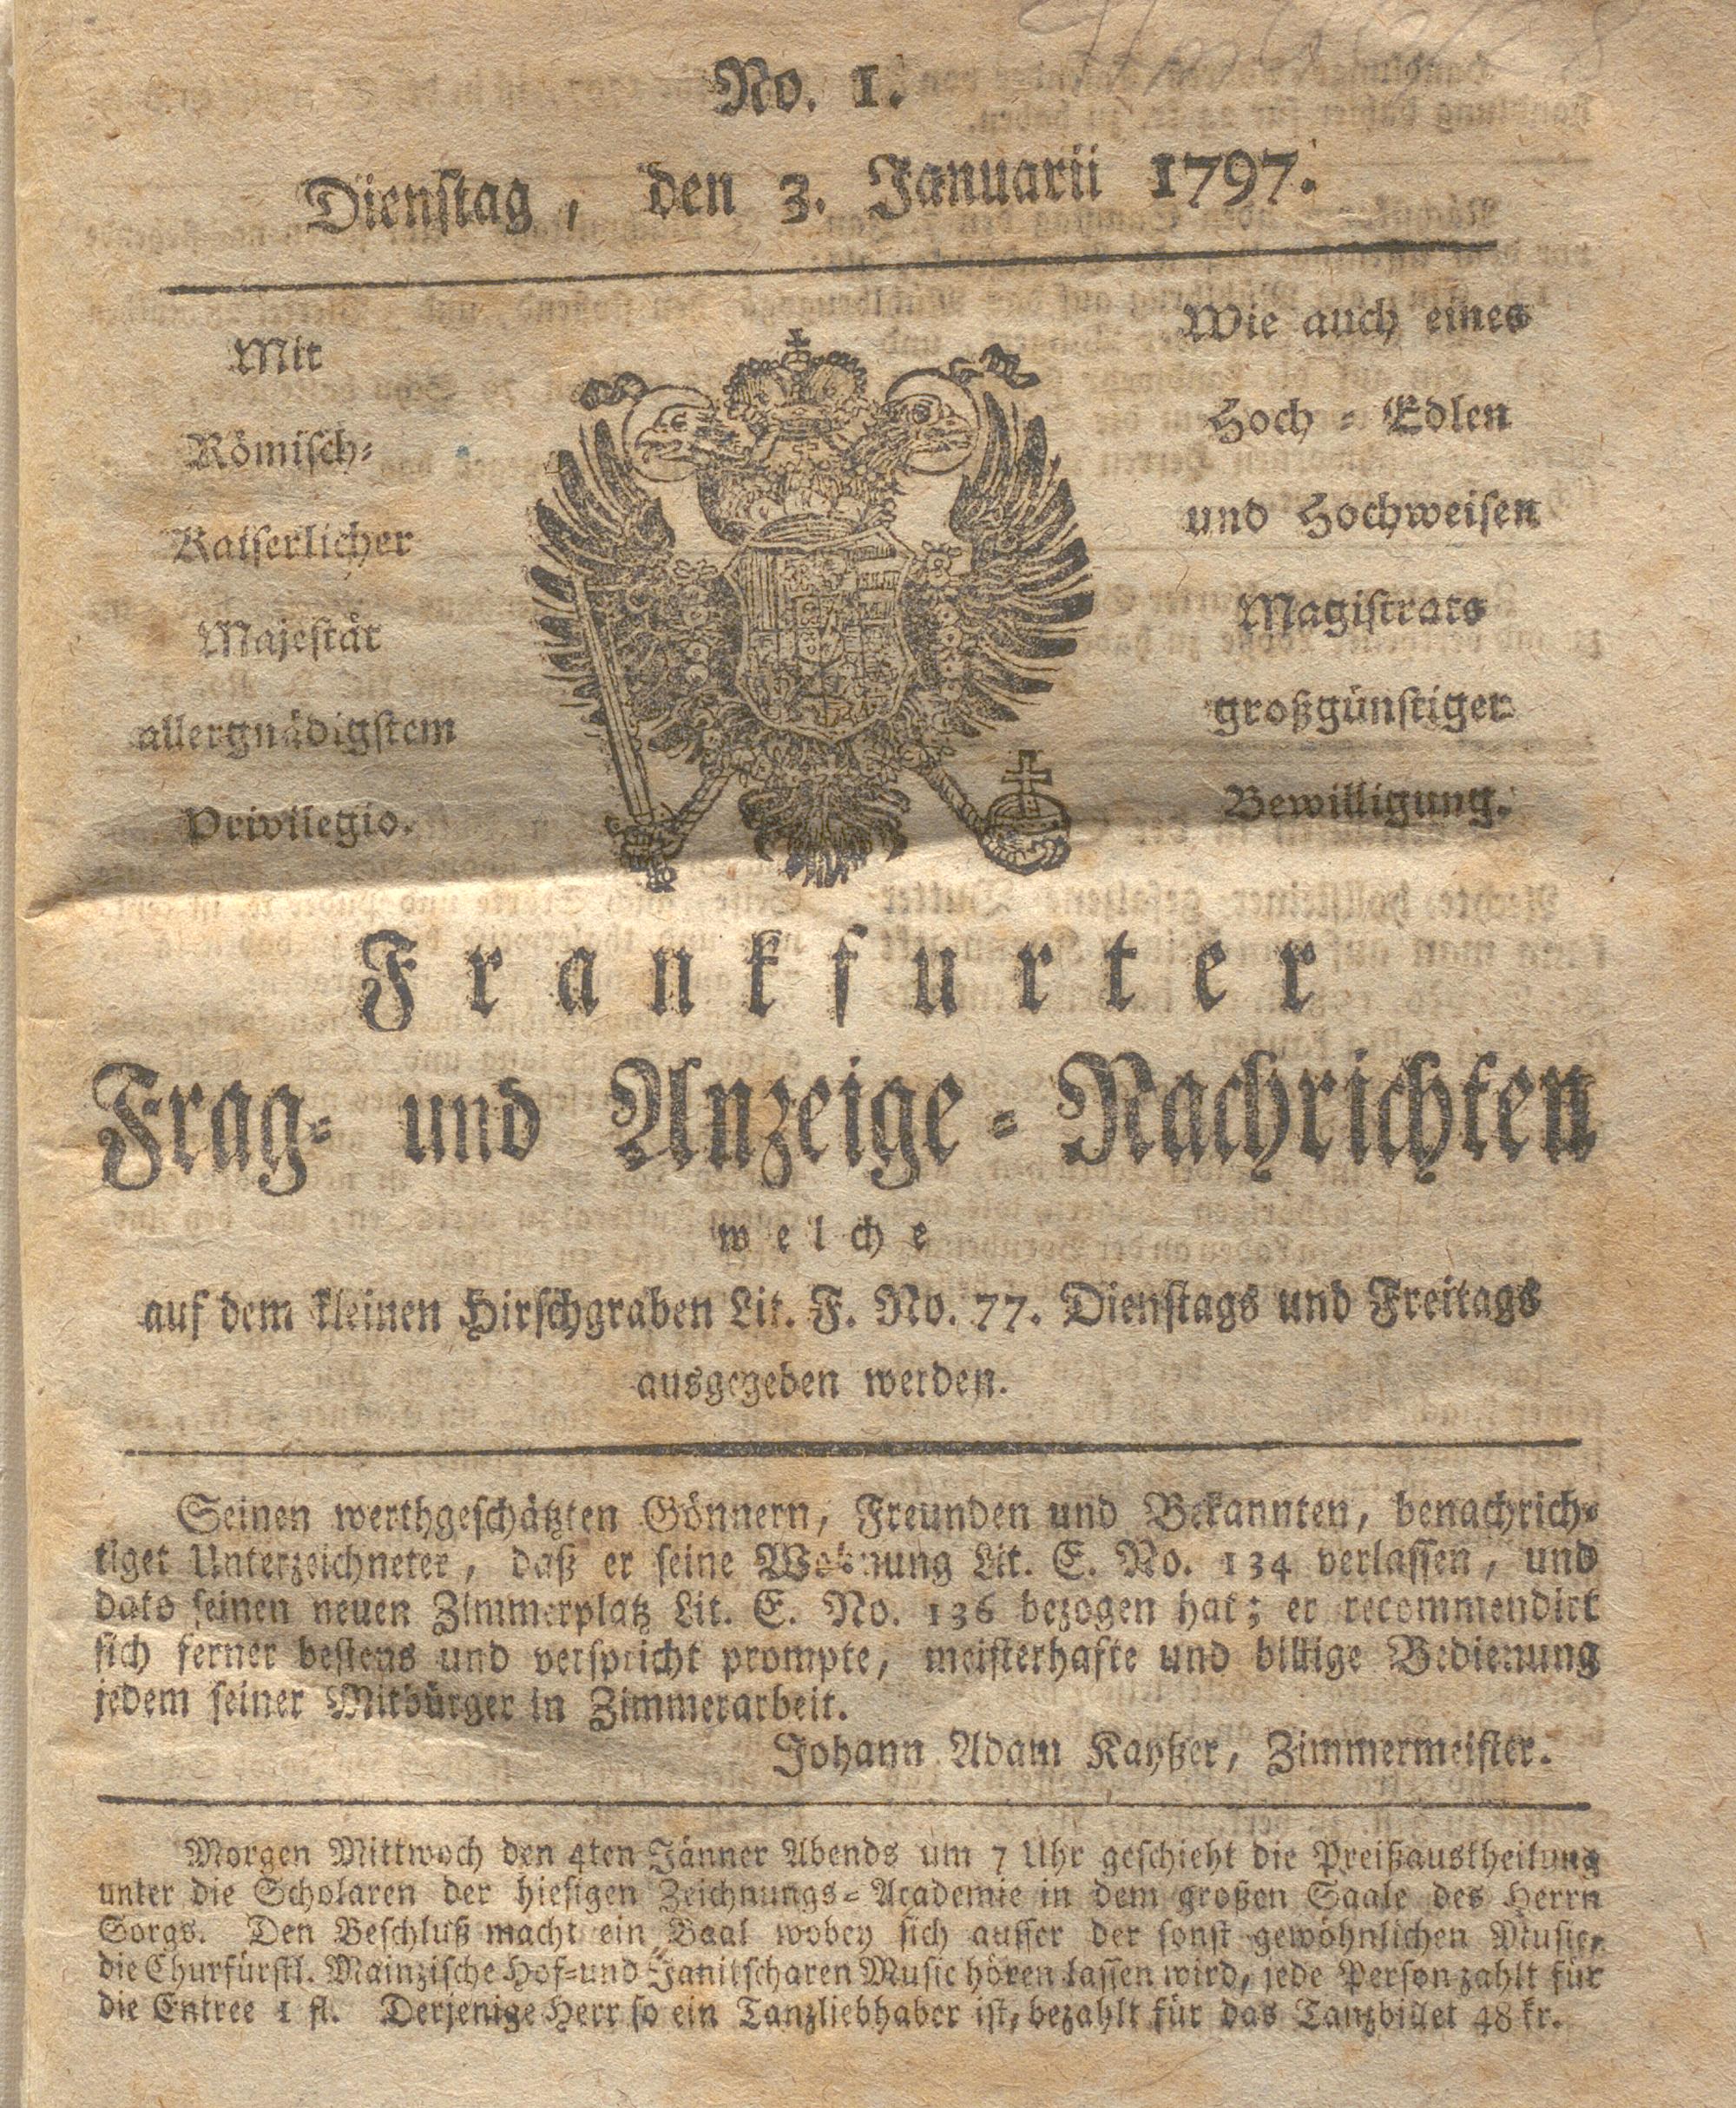 No. 1.
Dienstag, den 3. Januarii 1797.
Mit
Römisch-
Kaiserlicher
Majestät
allergnädigstem
Privilegio.
Wie auch eines
Hoch-Edlen
und Hochweisen
Magistrats
großgünstiger
Bewilligung.
Frankfurter
Frag- und Anzeige-Nachrichten
welche
auf dem kleinen Hirschgraben Lit. F. No. 77. Dienstags und Freitags
ausgegeben werden.
Seinen werthgeschätzten Gönnern, Freunden und Bekannten, benachrich-
tiget Unterzeichneter, daß er seine Wohnung Lit. E. No. 134 verlassen, und
dato seinen neuen Zimmerplatz Lit. E. No. 136 bezogen hat; er recommendirt
sich ferner bestens und verspricht prompte, meisterhafte und billige Bedienung
jedem seiner Mitbürger in Zimmerarbeit.
Johann Adam Kayßer, Zimmermeister.
Morgen Mittwoch den 4ten Jänner Abends um 7 Uhr geschieht die Preißaustheilung
unter die Scholaren der hiesigen Zeichnungs-Academie in dem großen Saale des Herrn
Sorgs. Den Beschluß macht ein Baal wobey sich ausser der sonst gewöhnlichen Music,
die Churfürstl. Mainzische Hof-und Janitscharen Music hören lassen wird, jede Person zahlt für
die Entree 1 fl. Derjenige Herr so ein Tanzliebhaber ist, bezahlt für das Tanzbillet 48 kr.